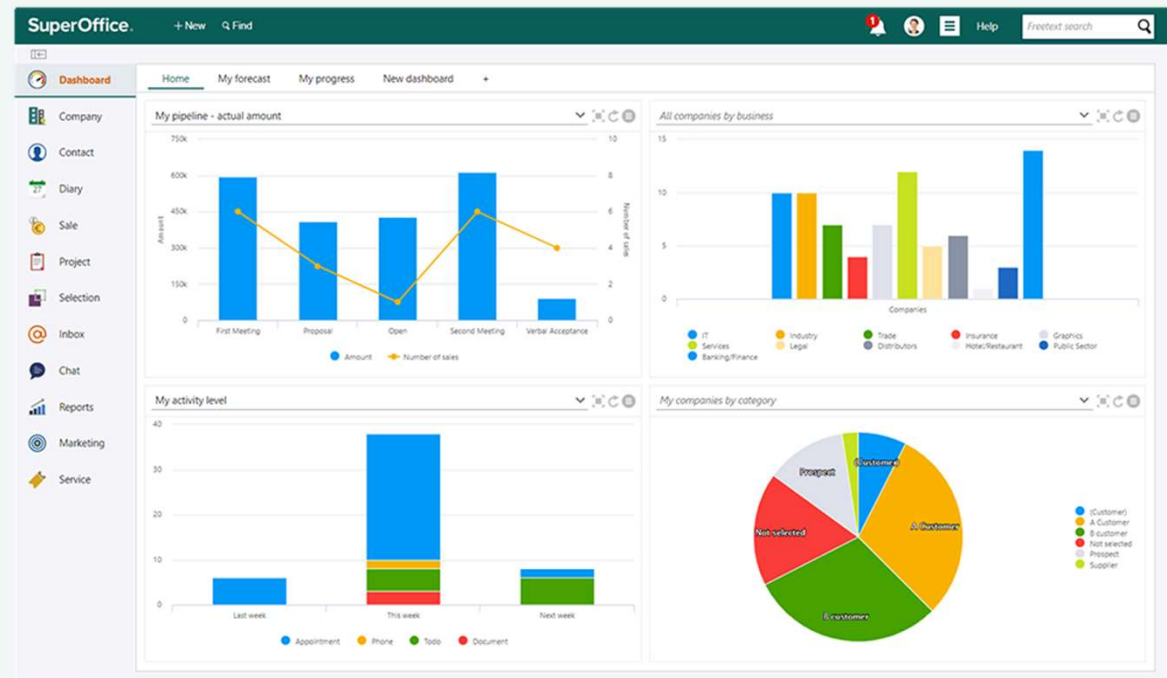 SuperOffice.
+ New
Find
1
Help
Freetext search
Dashboard
Company
Contact
27
Diary
Sale
Project
Selection
Inbox
Chat
Reports
Marketing
Service
Home
My forecast
My progress
New dashboard
+
My pipeline - actual amount
750k
600k
450k
300k
150k
0
Amount
10
8
6
4
2
0
Number of sales
First Meeting
Proposal
Open
Second Meeting
Verbal Acceptance
Amount
Number of sales
All companies by business
15
10
5
0
Companies
IT
Industry
Trade
Insurance
Graphics
Services
Legal
Distributors
Hotel/Restaurant
Public Sector
Banking/Finance
My activity level
40
30
20
10
0
Last week
This week
Next week
Appointment
Phone
Todo
Document
My companies by category
Prospect
(Customer)
Not selected
A Customer
B customer
(Customer)
A Customer
B customer
Not selected
Prospect
Supplier